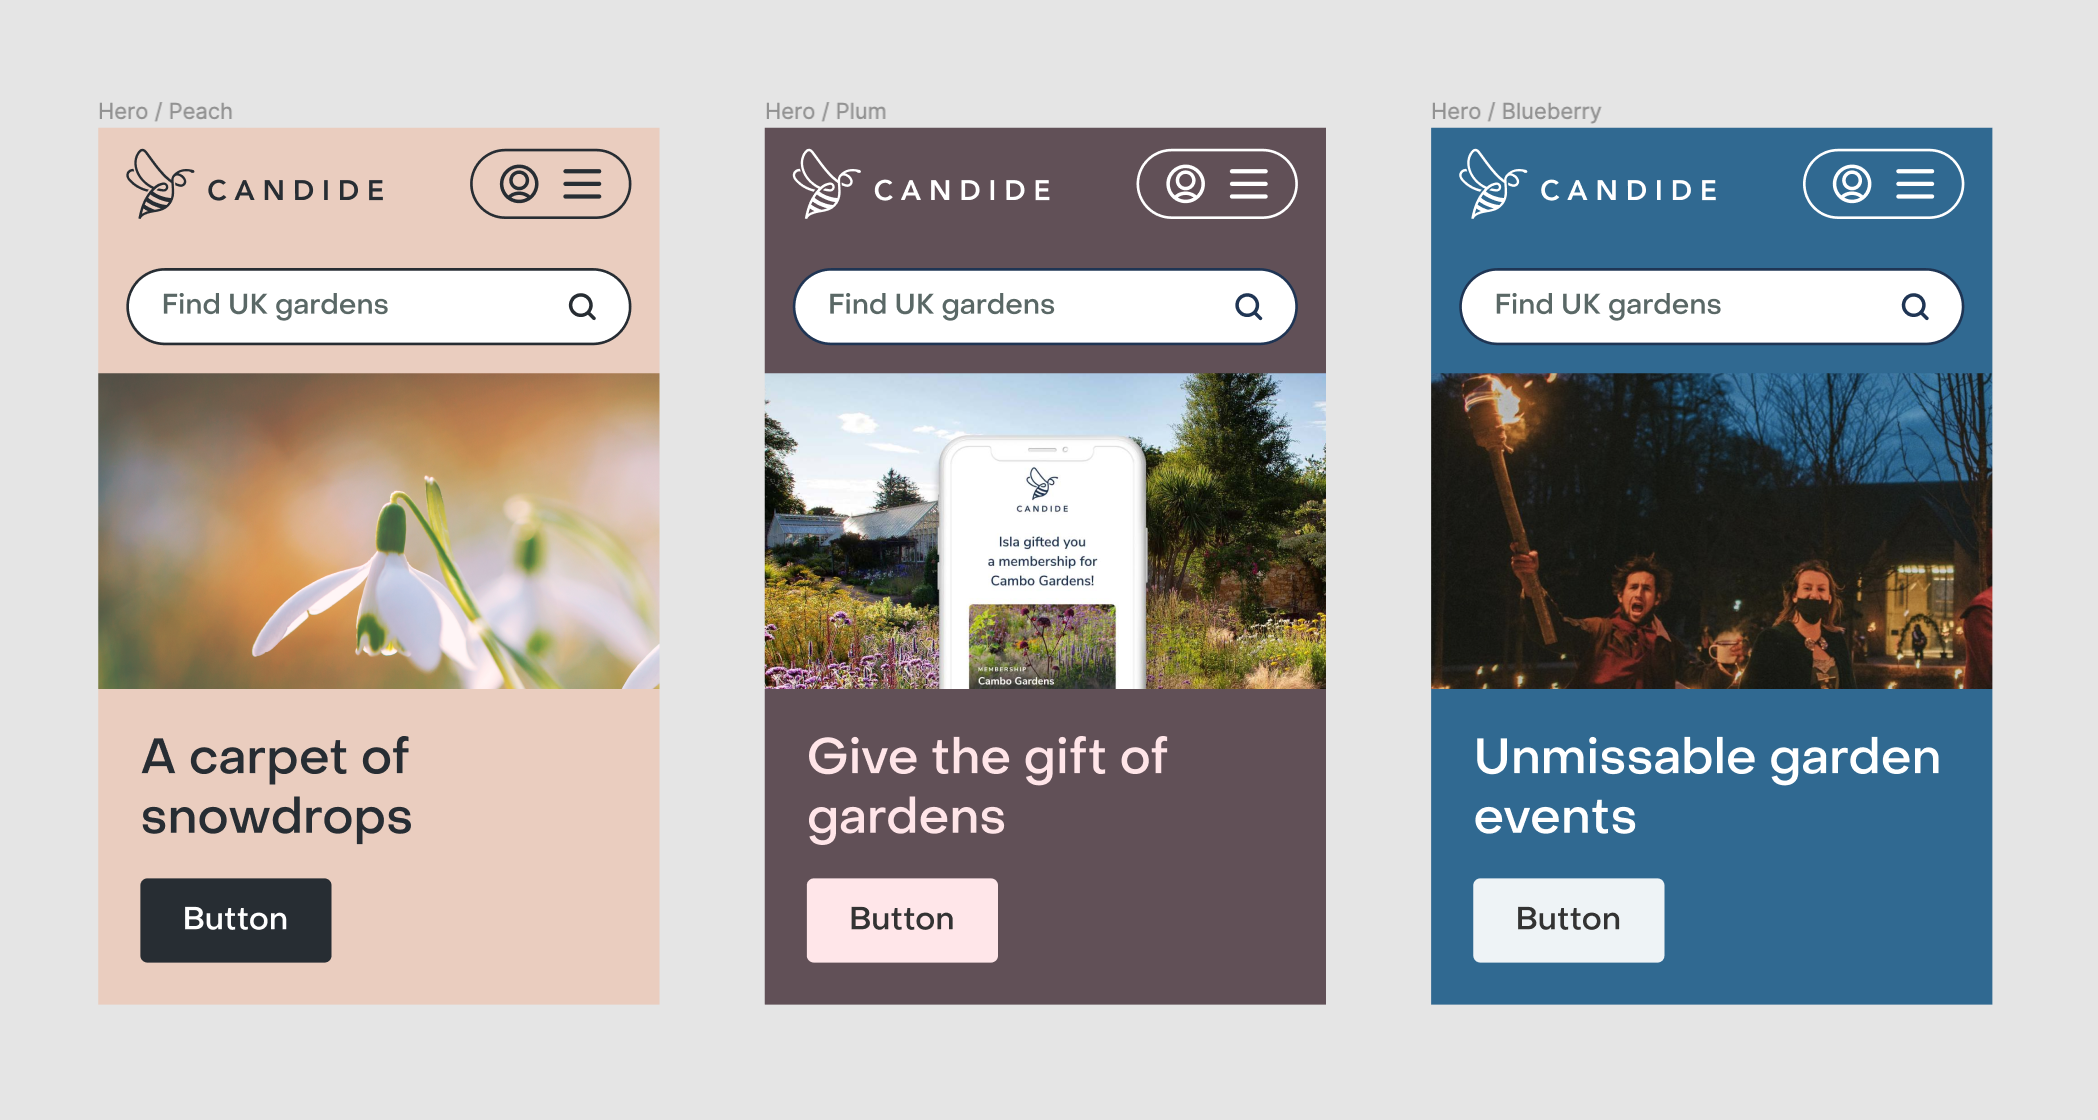 Hero / Peach
CANDIDE
Find UK gardens
A carpet of
snowdrops
Button
Hero / Plum
CANDIDE
Find UK gardens
CANDIDE
Isla gifted you
a membership for
Cambo Gardens!
MEMBERSHIP
Cambo Gardens
Give the gift of
gardens
Button
Hero / Blueberry
CANDIDE
Find UK gardens
Unmissable garden
events
Button